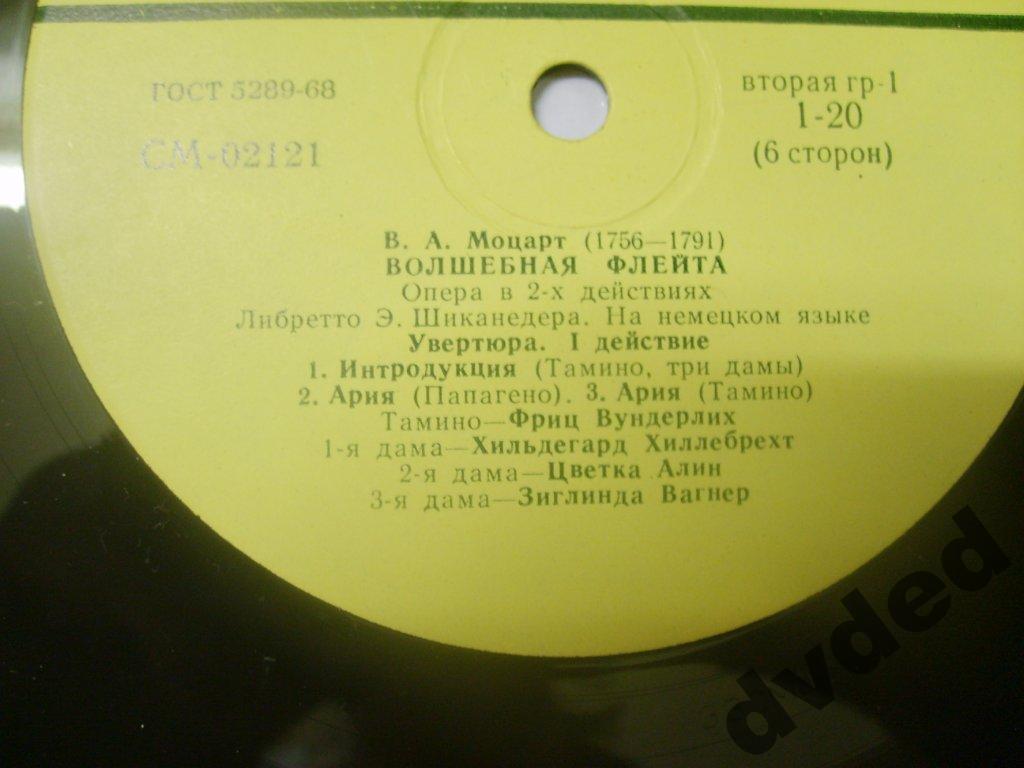 ГОСТ 5289-68
СМ-02121
вторая гр-1
1-20
(6 сторон)
В. А. Моцарт (1756—1791)
ВОЛШЕБНАЯ ФЛЕЙТА
Опера в 2-х действиях
Либретто Э. Шиканедера. На немецком языке
Увертюра. I действие
1. Интродукция (Тамино, три дамы)
2. Ария (Папагено). 3. Ария (Тамино)
Тамино—Фриц Вундерлих
1-я дама—Хильдегард Хиллебрехт
2-я дама—Цветка Алин
3-я дама—Зиглинда Вагнер
dvded